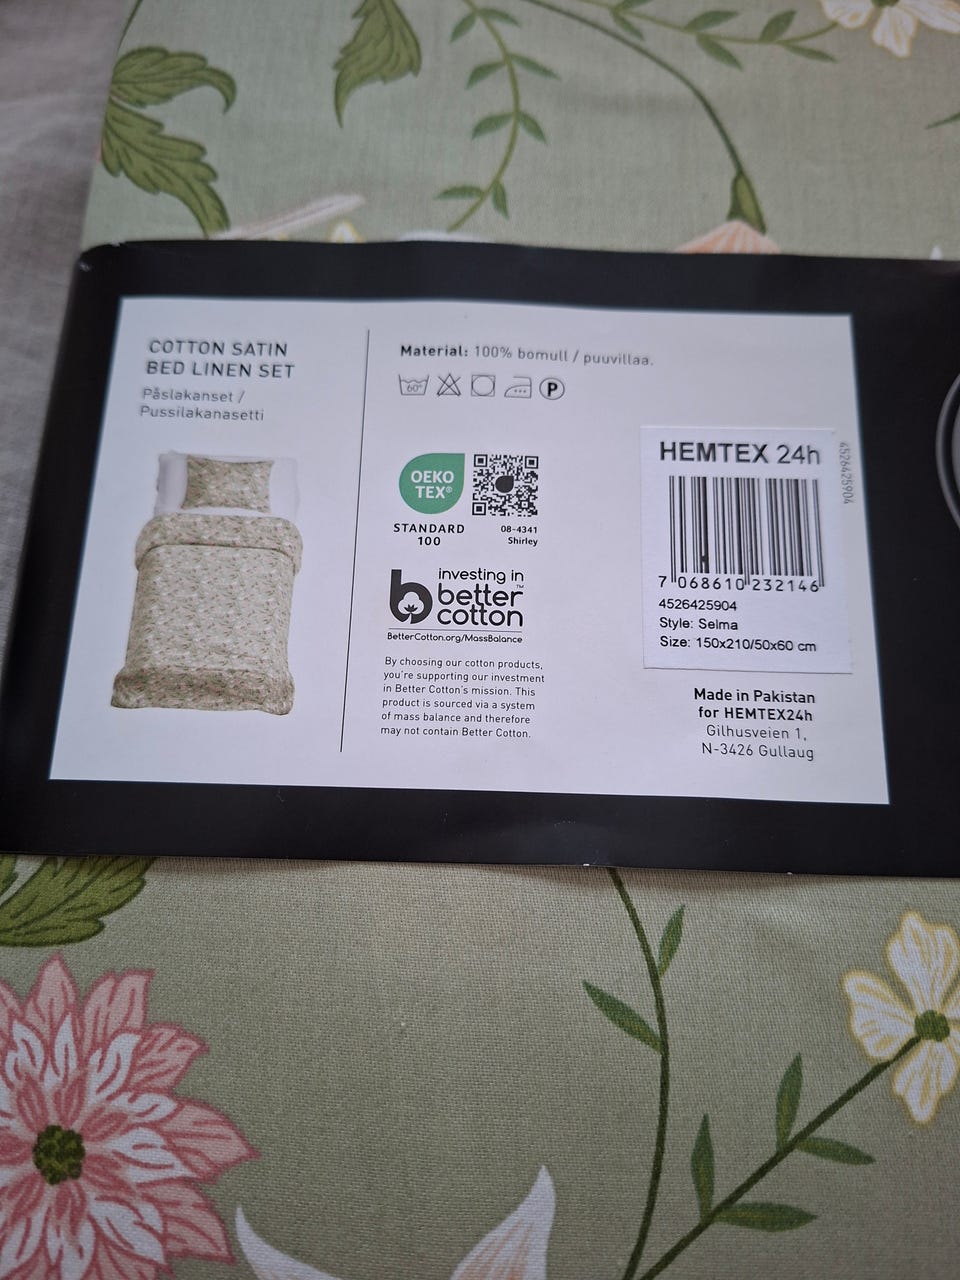 COTTON SATIN
BED LINEN SET
Påslakanset /
Pussilakanasetti
Material: 100% bomull / puuvillaa.
60°
P
OEKO
TEX®
STANDARD
100
08-4341
Shirley
investing in
better
cotton™
BetterCotton.org/MassBalance
By choosing our cotton products,
you're supporting our investment
in Better Cotton's mission. This
product is sourced via a system
of mass balance and therefore
may not contain Better Cotton.
HEMTEX 24h
7 068610 232146
4526425904
Style: Selma
Size: 150x210/50x60 cm
4526425904
Made in Pakistan
for HEMTEX24h
Gilhusveien 1,
N-3426 Gullaug